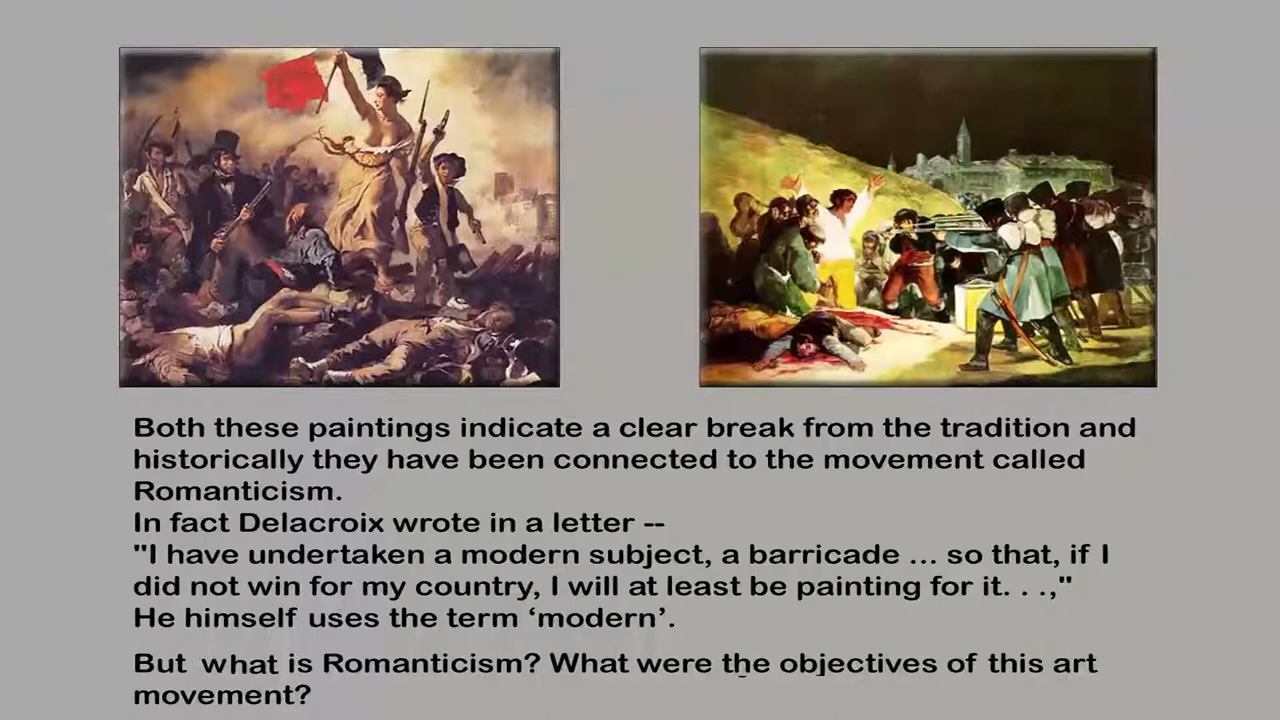 Both these paintings indicate a clear break from the tradition and
historically they have been connected to the movement called
Romanticism.
In fact Delacroix wrote in a letter --
"I have undertaken a modern subject, a barricade ... so that, if I
did not win for my country, I will at least be painting for it. . .,"
He himself uses the term ‘modern’.
But what is Romanticism? What were the objectives of this art
movement?